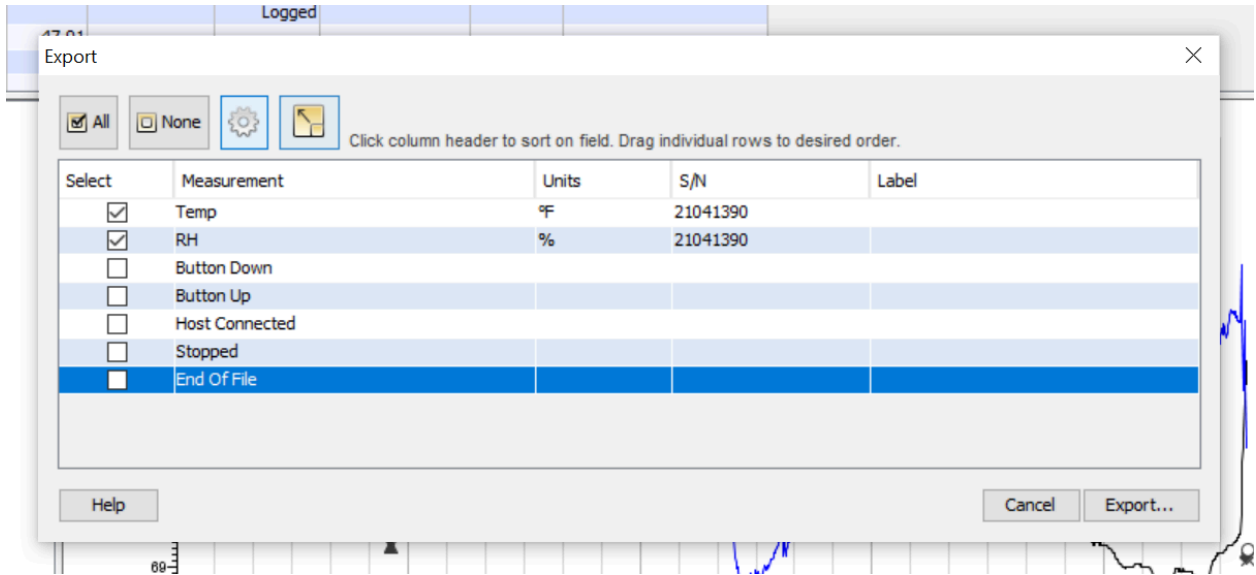 Logged
47.91
Export
All None Click column header to sort on field. Drag individual rows to desired order.
Select Measurement Units S/N Label
Temp °F 21041390
RH % 21041390
Button Down
Button Up
Host Connected
Stopped
End Of File
Help Cancel Export...
69